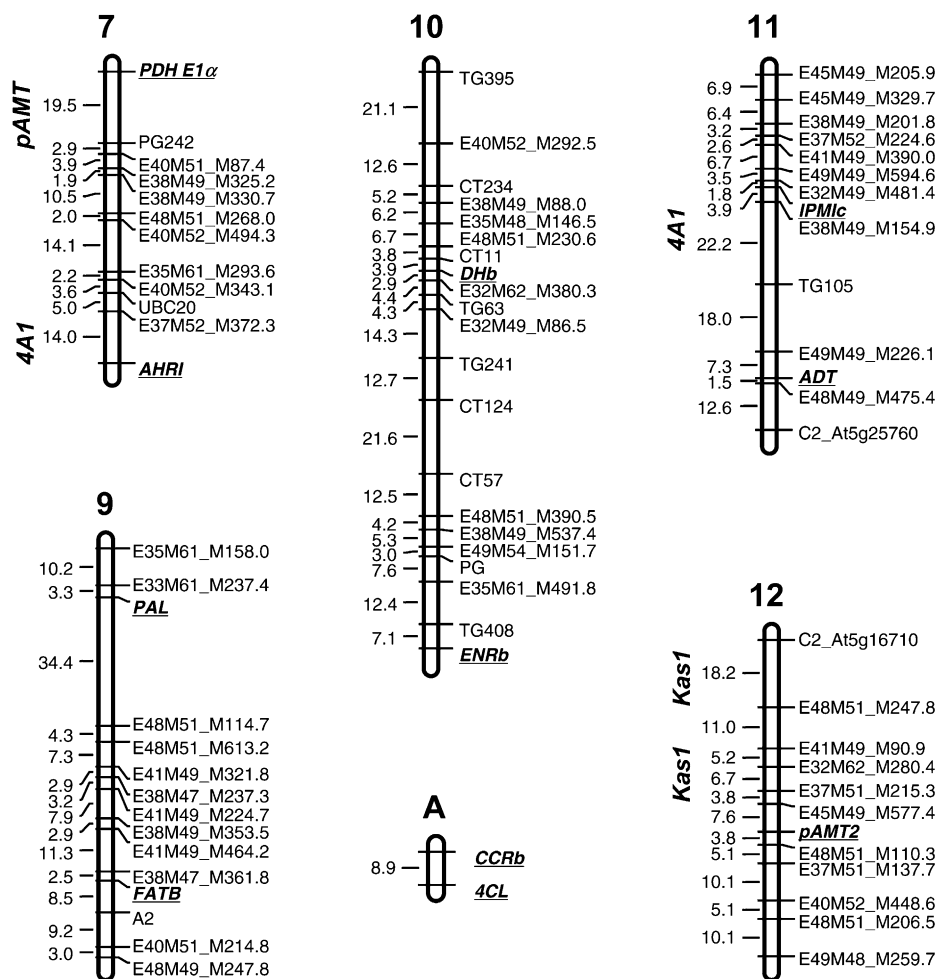 7
pAMT
4A1
19.5
2.9
3.9
1.9
10.5
2.0
14.1
2.2
3.6
5.0
14.0
PDH E1α
PG242
E40M51_M87.4
E38M49_M325.2
E38M49_M330.7
E48M51_M268.0
E40M52_M494.3
E35M61_M293.6
E40M52_M343.1
UBC20
E37M52_M372.3
AHRI
10
21.1
12.6
5.2
6.2
6.7
3.8
3.9
2.9
4.4
4.3
14.3
12.7
21.6
12.5
4.2
5.3
3.0
7.6
12.4
7.1
TG395
E40M52_M292.5
CT234
E38M49_M88.0
E35M48_M146.5
E48M51_M230.6
CT11
DHb
E32M62_M380.3
TG63
E32M49_M86.5
TG241
CT124
CT57
E48M51_M390.5
E38M49_M537.4
E49M54_M151.7
PG
E35M61_M491.8
TG408
ENRb
11
4A1
6.9
6.4
3.2
2.6
6.7
3.5
1.8
3.9
22.2
18.0
7.3
1.5
12.6
E45M49_M205.9
E45M49_M329.7
E38M49_M201.8
E37M52_M224.6
E41M49_M390.0
E49M49_M594.6
E32M49_M481.4
IPMIc
E38M49_M154.9
TG105
E49M49_M226.1
ADT
E48M49_M475.4
C2_At5g25760
9
10.2
3.3
34.4
4.3
7.3
2.9
3.2
7.9
2.9
11.3
2.5
8.5
9.2
3.0
E35M61_M158.0
E33M61_M237.4
PAL
E48M51_M114.7
E48M51_M613.2
E41M49_M321.8
E38M47_M237.3
E41M49_M224.7
E38M49_M353.5
E41M49_M464.2
E38M47_M361.8
FATB
A2
E40M51_M214.8
E48M49_M247.8
A
8.9
CCRb
4CL
12
Kas1
Kas1
18.2
11.0
5.2
6.7
3.8
7.6
3.8
5.1
10.1
5.1
10.1
C2_At5g16710
E48M51_M247.8
E41M49_M90.9
E32M62_M280.4
E37M51_M215.3
E45M49_M577.4
pAMT2
E48M51_M110.3
E37M51_M137.7
E40M52_M448.6
E48M51_M206.5
E49M48_M259.7